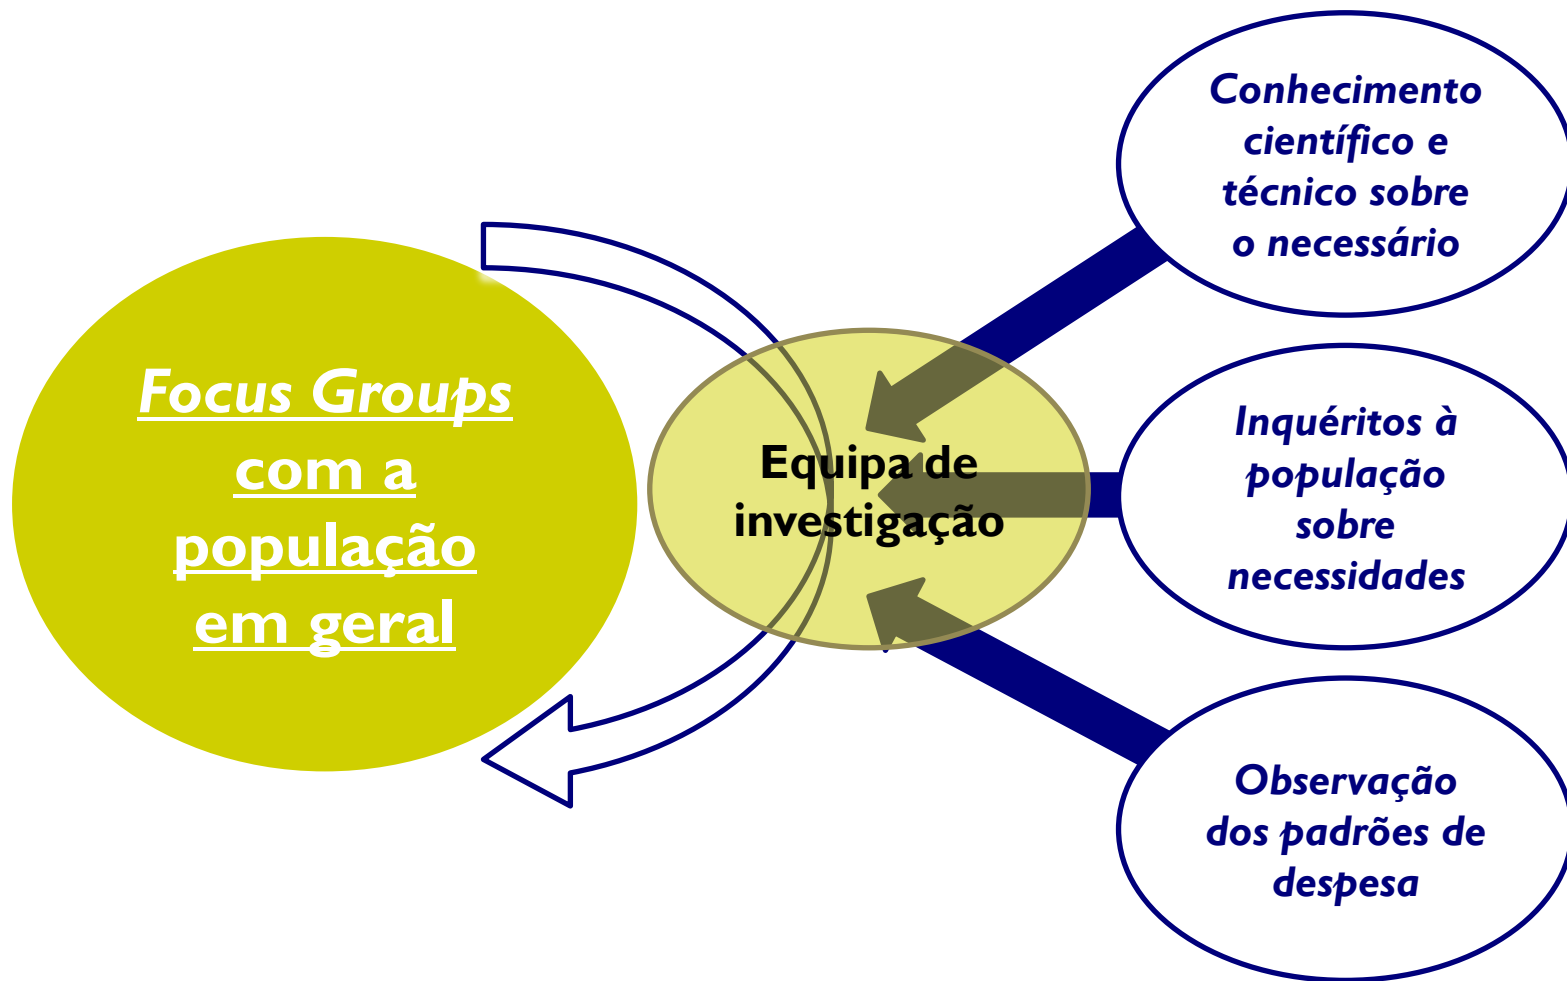 Focus Groups
com a
população
em geral
Equipa de
investigação
Conhecimento
científico e
técnico sobre
o necessário
Inquéritos à
população
sobre
necessidades
Observação
dos padrões de
despesa